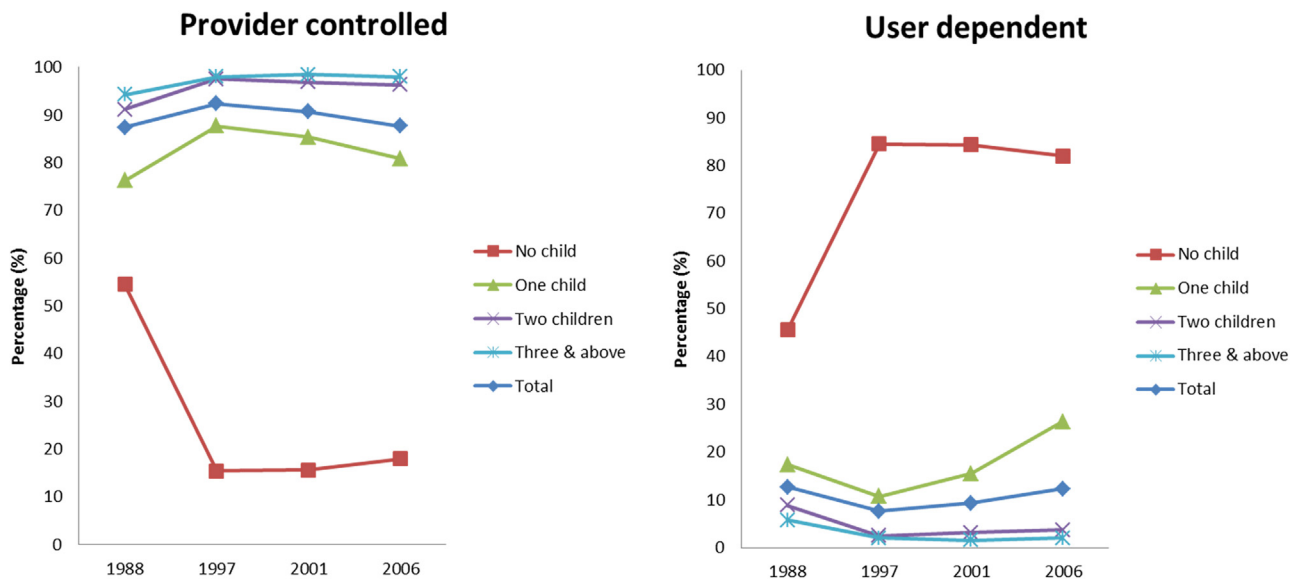 Provider controlled
Percentage (%)
100
90
80
70
60
50
40
30
20
10
0
1988 1997 2001 2006
No child
One child
Two children
Three & above
Total
User dependent
Percentage (%)
100
90
80
70
60
50
40
30
20
10
0
1988 1997 2001 2006
No child
One child
Two children
Three & above
Total